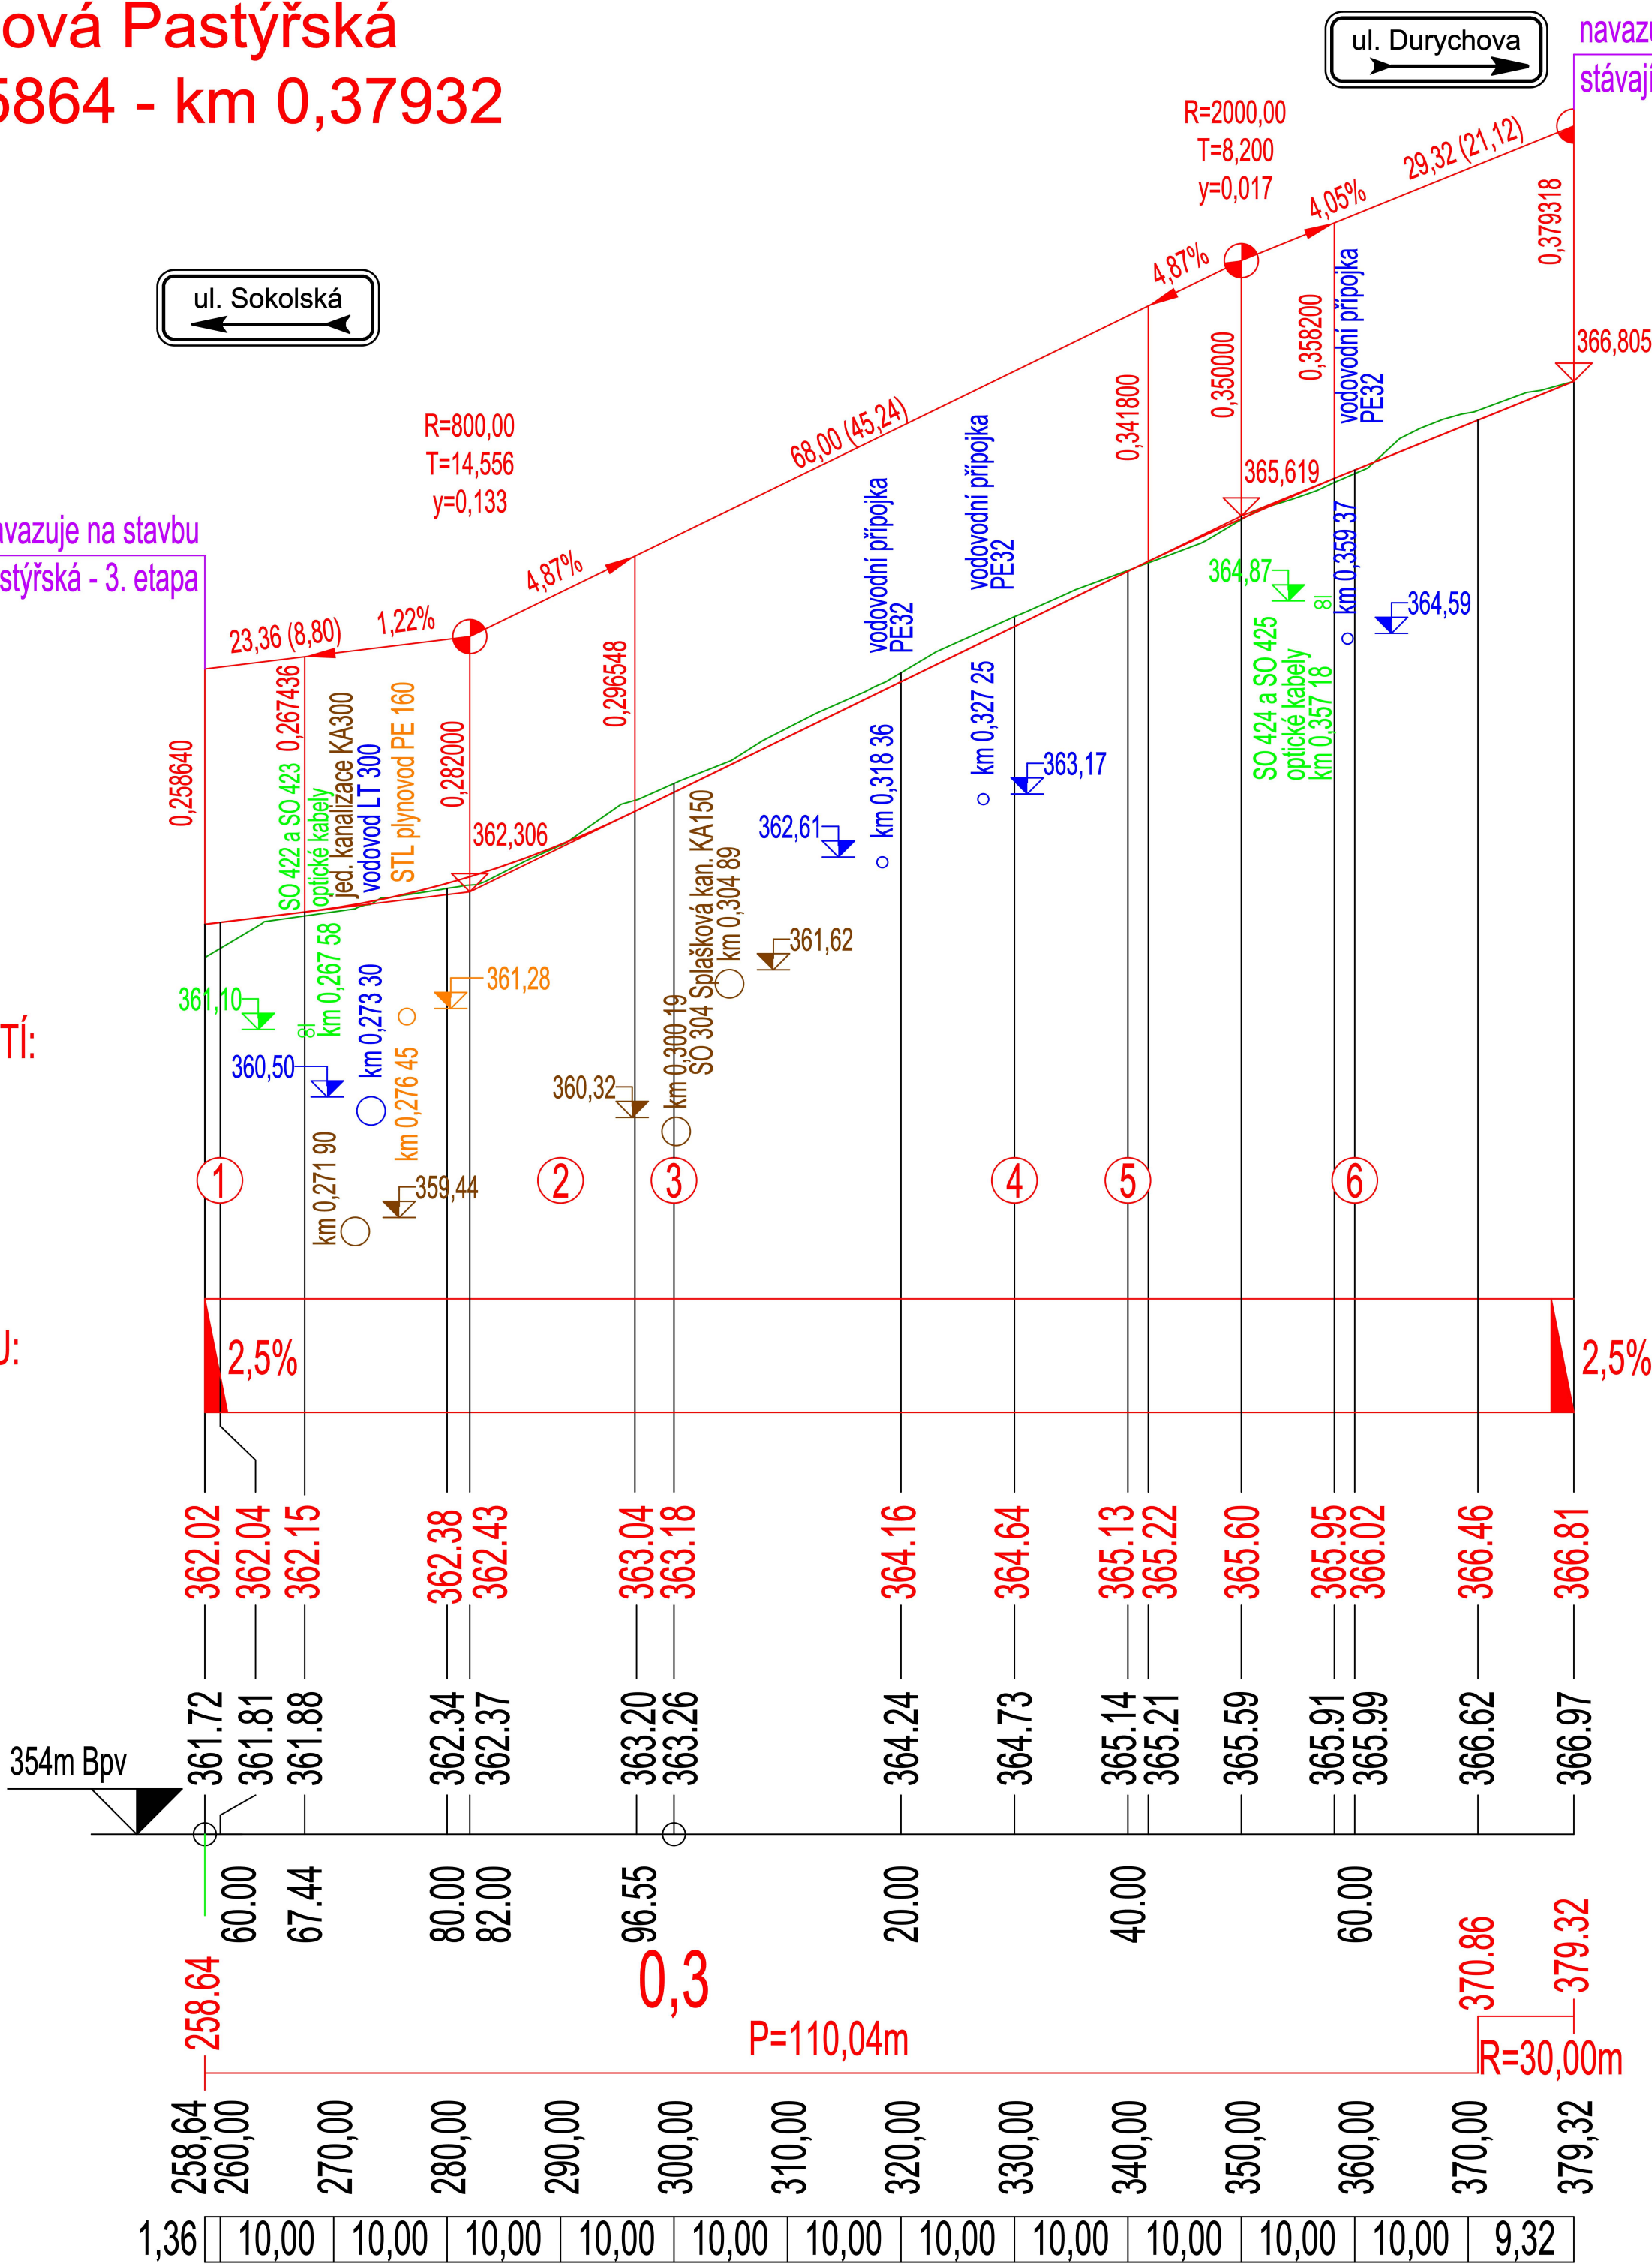 ová Pastýřská
5864 - km 0,37932
ul. Durychova
navazu
stávají
R=2000,00
T=8,200
y=0,017
29,32 (21,12)
4,05%
4,87%
0,379318
ul. Sokolská
0,358200
vodovodní přípojka
PE32
0,350000
0,341800
366,805
R=800,00
T=14,556
y=0,133
68,00 (45,24)
365,619
vodovodní přípojka
PE32
vodovodní přípojka
PE32
avazuje na stavbu
stýřská - 3. etapa
4,87%
1,22%
23,36 (8,80)
0,258640
0,267436
0,282000
0,296548
362,306
SO 422 a SO 423
optické kabely
jed. kanalizace KA300
vodovod LT 300
STL plynovod PE 160
364,87
km 0,359 37
364,59
SO 424 a SO 425
optické kabely
km 0,357 18
km 0,327 25
363,17
km 0,318 36
362,61
SO 304 Splašková kan. KA150
km 0,304 89
361,62
km 0,300 19
360,32
361,10
km 0,267 58
360,50
km 0,273 30
361,28
km 0,276 45
km 0,271 90
359,44
TÍ:
1 2 3 4 5 6
U:
2,5% 2,5%
362.02 362.04 362.15 362.38 362.43 363.04 363.18 364.16 364.64 365.13 365.22 365.60 365.95 366.02 366.46 366.81
354m Bpv
361.72 361.81 361.88 362.34 362.37 363.20 363.26 364.24 364.73 365.14 365.21 365.59 365.91 365.99 366.62 366.97
60.00 67.44 80.00 82.00 96.55 20.00 40.00 60.00
258.64 0,3 370.86 379.32
P=110,04m
R=30,00m
258,64 260,00 270,00 280,00 290,00 300,00 310,00 320,00 330,00 340,00 350,00 360,00 370,00 379,32
1,36 10,00 10,00 10,00 10,00 10,00 10,00 10,00 10,00 10,00 10,00 10,00 9,32